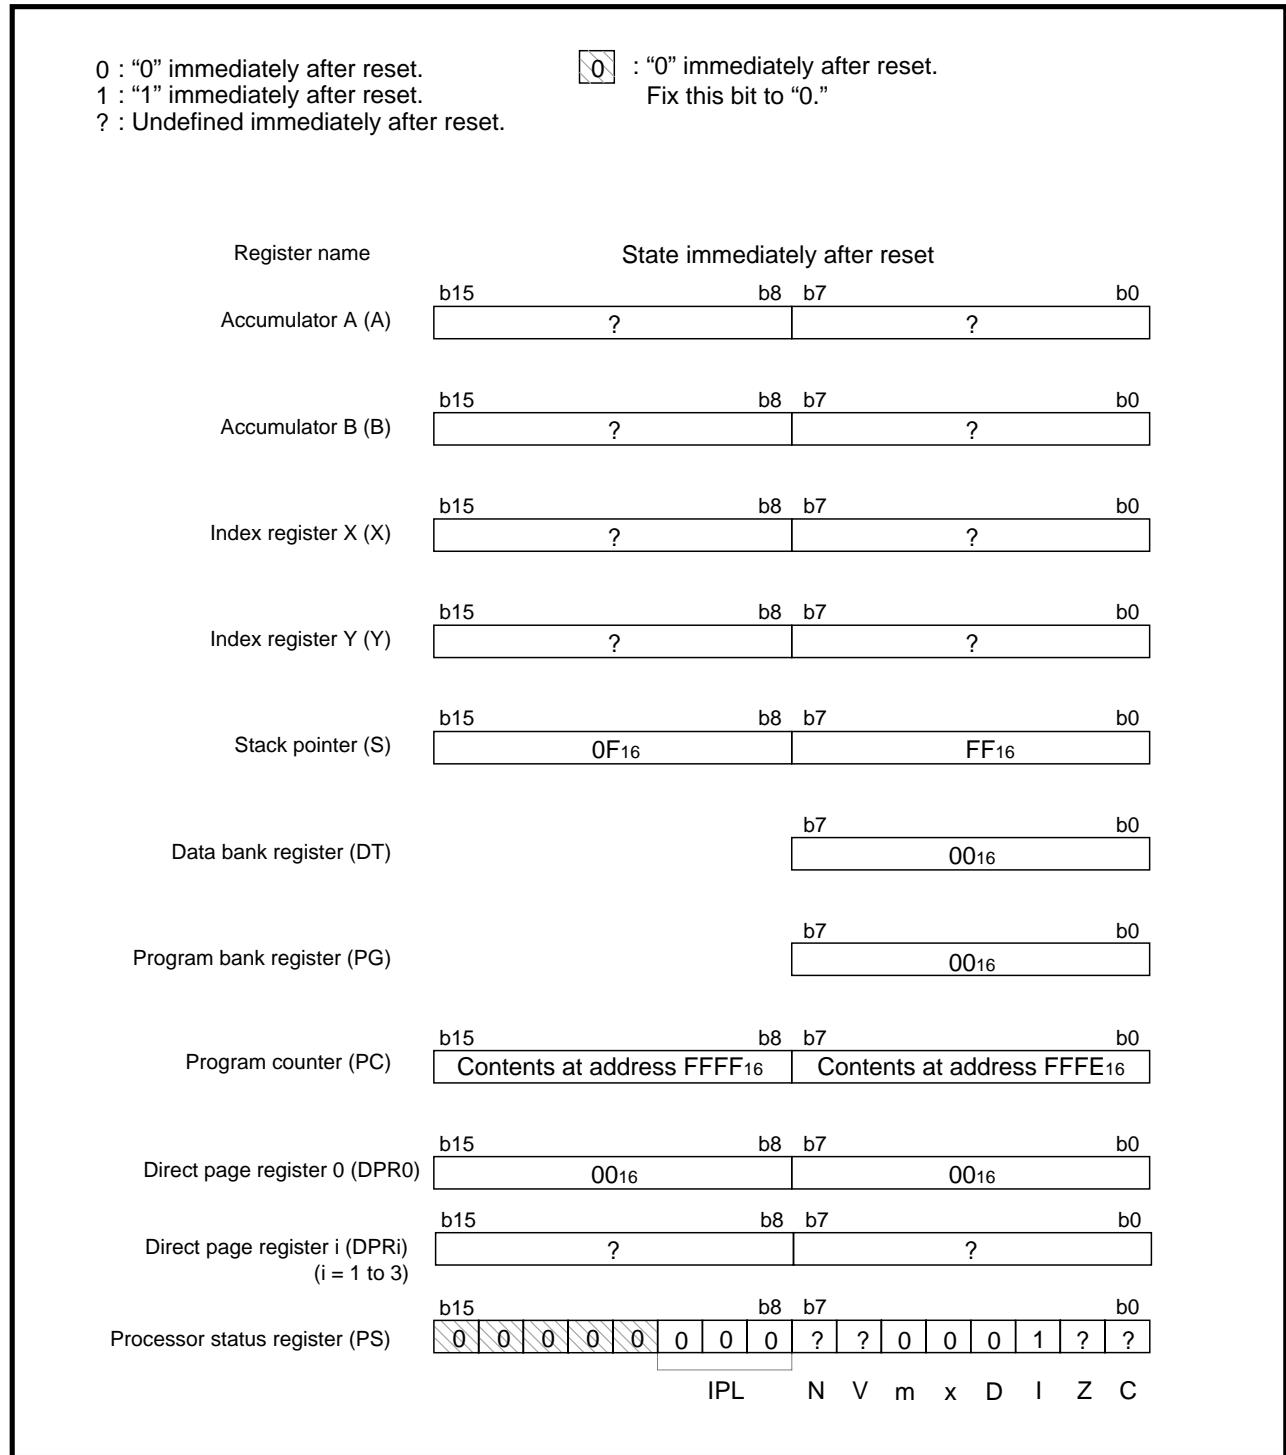 0 : “0” immediately after reset.
1 : “1” immediately after reset.
? : Undefined immediately after reset.
0 : “0” immediately after reset.
Fix this bit to “0.”
Register name State immediately after reset
b15 b8 b7 b0
Accumulator A (A) ? ?
b15 b8 b7 b0
Accumulator B (B) ? ?
b15 b8 b7 b0
Index register X (X) ? ?
b15 b8 b7 b0
Index register Y (Y) ? ?
b15 b8 b7 b0
Stack pointer (S) 0F16 FF16
b7 b0
Data bank register (DT) 0016
b7 b0
Program bank register (PG) 0016
b15 b8 b7 b0
Program counter (PC) Contents at address FFFF16 Contents at address FFFE16
b15 b8 b7 b0
Direct page register 0 (DPR0) 0016 0016
b15 b8 b7 b0
Direct page register i (DPRi) ? ?
(i = 1 to 3)
b15 b8 b7 b0
Processor status register (PS) 0 0 0 0 0 0 0 0 ? ? 0 0 0 1 ? ?
IPL N V m x D I Z C